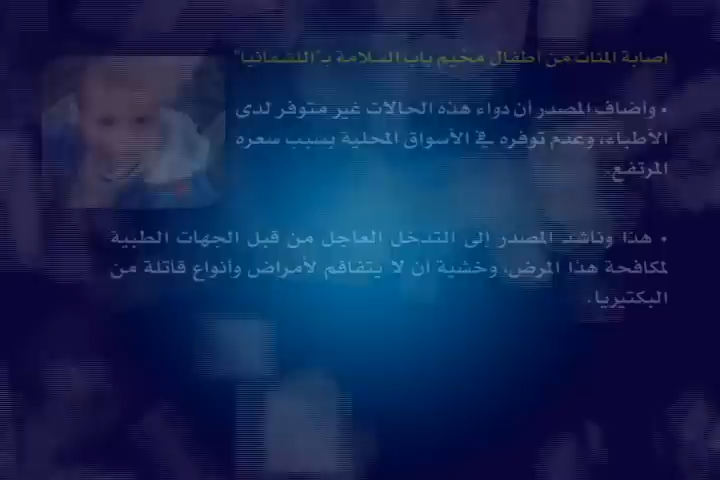 إصابة المئات من أطفال مخيم باب السلامة بـ"اللشمانيا"
• وأضاف المصدر أن دواء هذه الحالات غير متوفر لدى
الأطباء، وعدم توفره في الأسواق المحلية بسبب سعره
المرتفع.
• هذا وناشد المصدر إلى التدخل العاجل من قبل الجهات الطبية
لمكافحة هذا المرض، وخشية أن لا يتفاقم لأمراض وأنواع قاتلة من
البكتيريا.